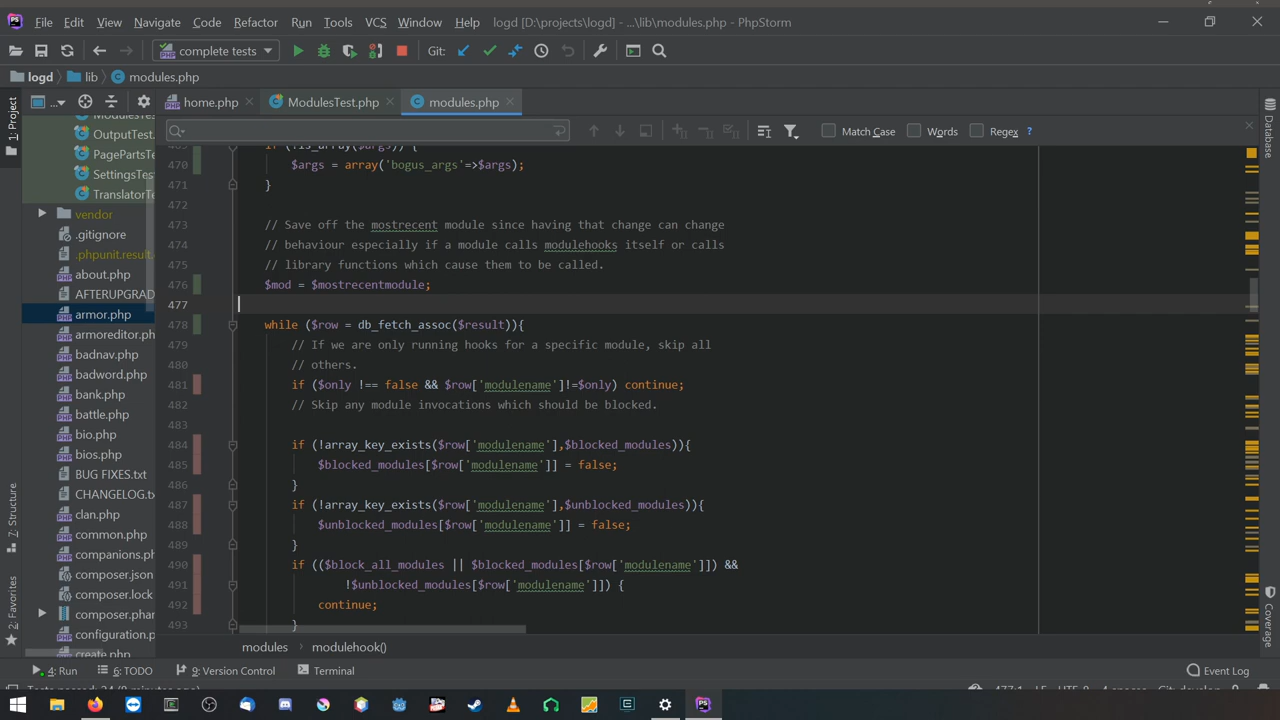 File Edit View Navigate Code Refactor Run Tools VCS Window Help logd [D:\projects\logd] - ...\lib\modules.php - PhpStorm
complete tests Git:
logd lib modules.php
1: Project
home.php ModulesTest.php modules.php
Match Case Words Regex ?
OutputTest.
PagePartsTe
SettingsTest
TranslatorTe
vendor
.gitignore
.phpunit.result.
about.php
AFTERUPGRAD
armor.php
armoreditor.php
badnav.php
badword.php
bank.php
battle.php
bio.php
bios.php
BUG FIXES.txt
CHANGELOG.tx
clan.php
common.php
companions.ph
composer.json
composer.lock
composer.phar
configuration.p
create.php
470 $args = array('bogus_args'=>$args);
471 }
472
473 // Save off the mostrecent module since having that change can change
474 // behaviour especially if a module calls modulehooks itself or calls
475 // library functions which cause them to be called.
476 $mod = $mostrecentmodule;
477
478 while ($row = db_fetch_assoc($result)){
479 // If we are only running hooks for a specific module, skip all
480 // others.
481 if ($only !== false && $row['modulename']!=$only) continue;
482 // Skip any module invocations which should be blocked.
483
484 if (!array_key_exists($row['modulename'],$blocked_modules)){
485 $blocked_modules[$row['modulename']] = false;
486 }
487 if (!array_key_exists($row['modulename'],$unblocked_modules)){
488 $unblocked_modules[$row['modulename']] = false;
489 }
490 if (($block_all_modules || $blocked_modules[$row['modulename']]) &&
491 !$unblocked_modules[$row['modulename']]) {
492 continue;
493 }
modules modulehook()
7: Structure
2: Favorites
Database
Coverage
4: Run 6: TODO 9: Version Control Terminal Event Log